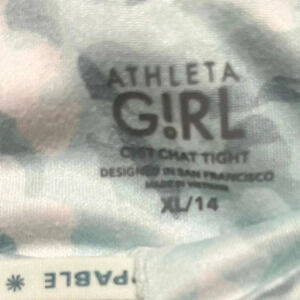 ATHLETA
G!RL
CHIT CHAT TIGHT
DESIGNED IN SAN FRANCISCO
MADE IN VIETNAM
XL/14
PABLE *